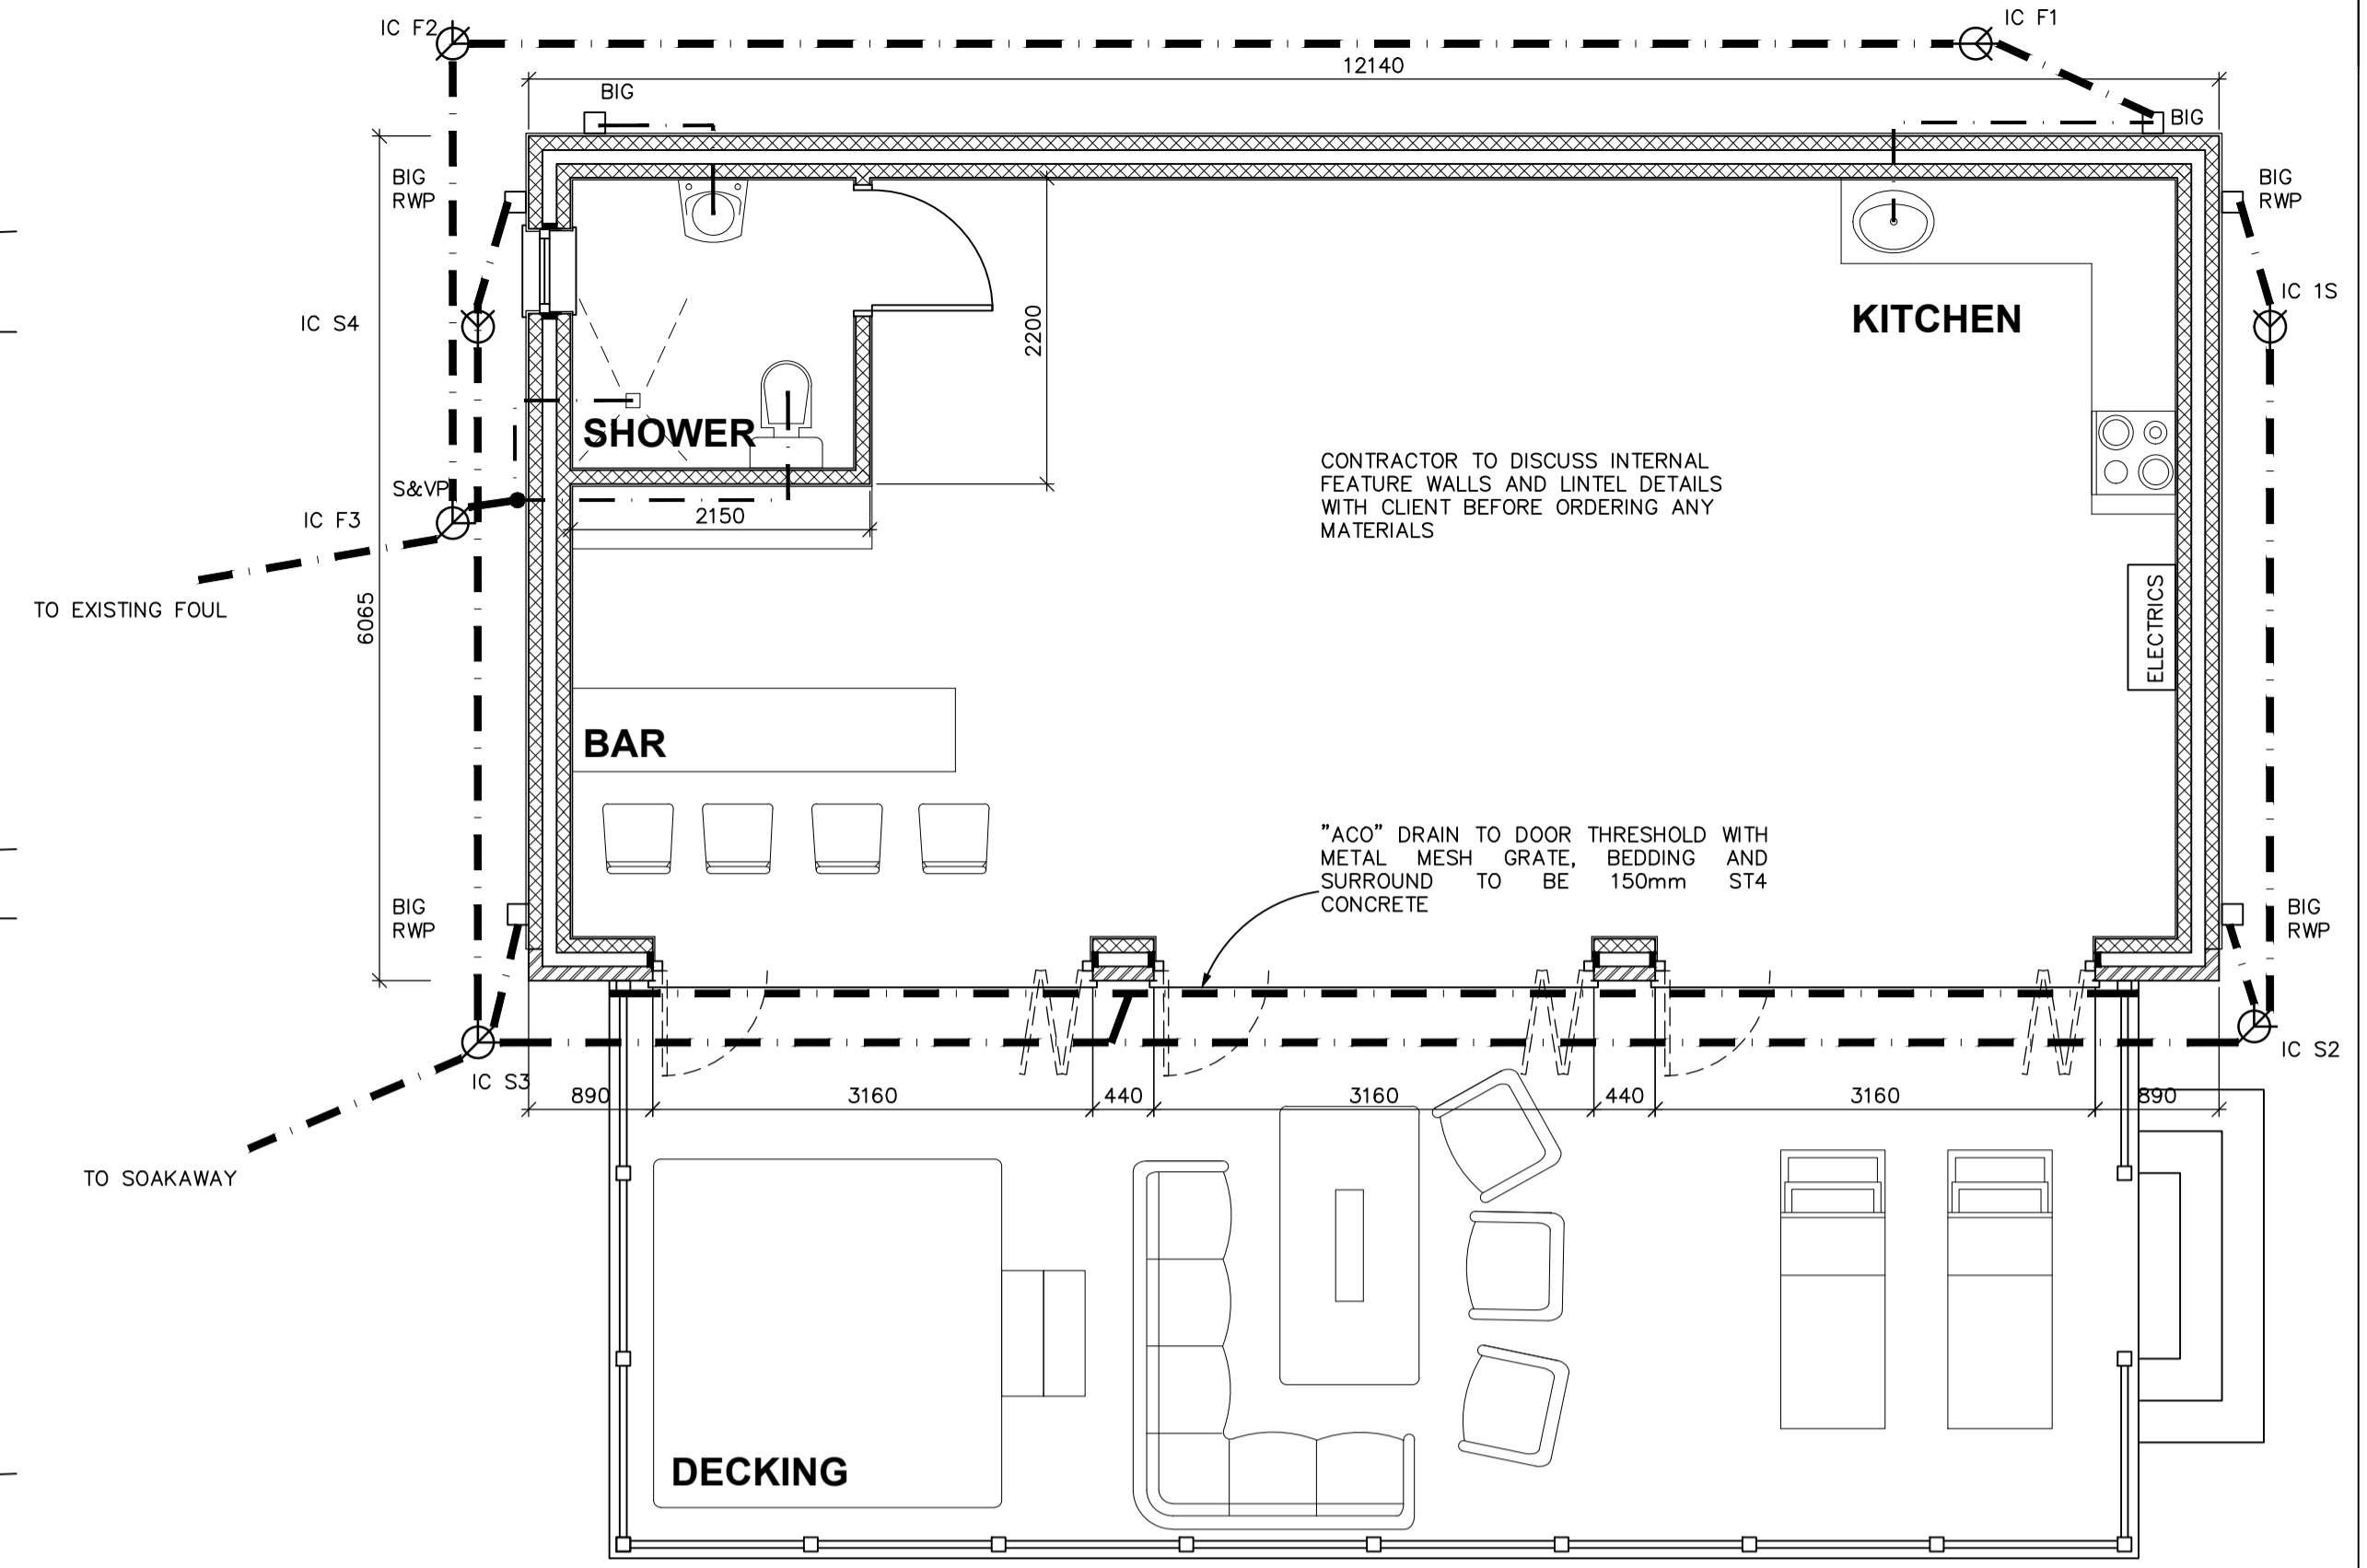 IC F2
IC F1
12140
BIG
BIG
BIG
RWP
BIG
RWP
IC 1S
IC S4
2200
KITCHEN
SHOWER
CONTRACTOR TO DISCUSS INTERNAL
FEATURE WALLS AND LINTEL DETAILS
WITH CLIENT BEFORE ORDERING ANY
MATERIALS
S&VP
IC F3
2150
TO EXISTING FOUL
6065
ELECTRICS
BAR
"ACO" DRAIN TO DOOR THRESHOLD WITH
METAL MESH GRATE, BEDDING AND
SURROUND TO BE 150mm ST4
CONCRETE
BIG
RWP
BIG
RWP
IC S3
IC S2
890
3160
440
3160
440
3160
890
TO SOAKAWAY
DECKING